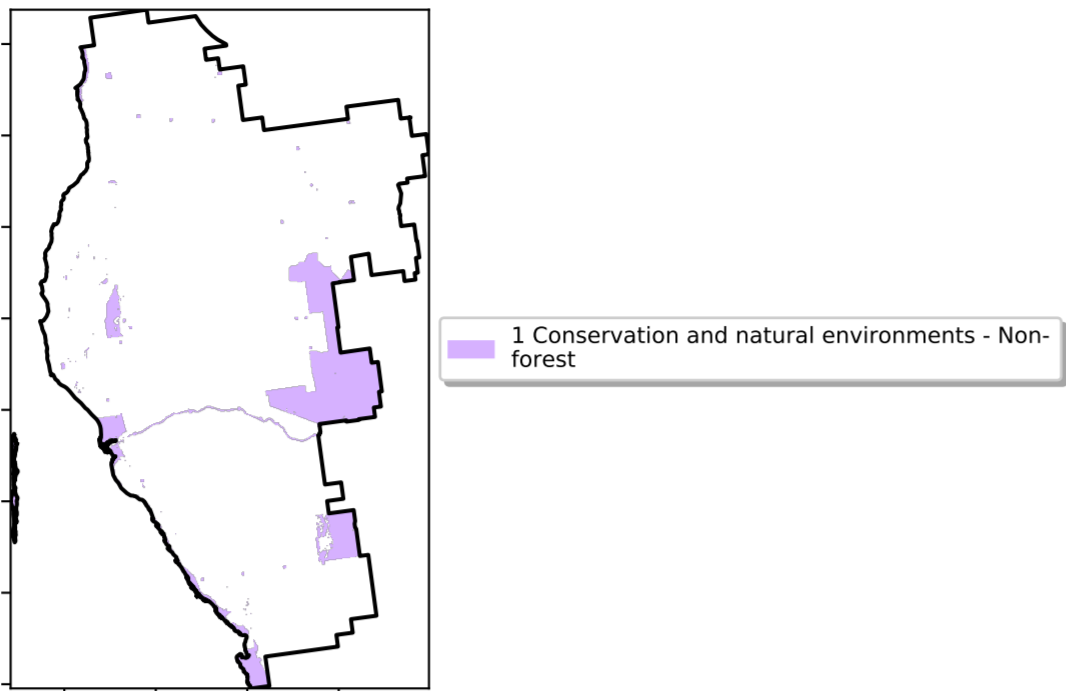 1 Conservation and natural environments - Non-
forest